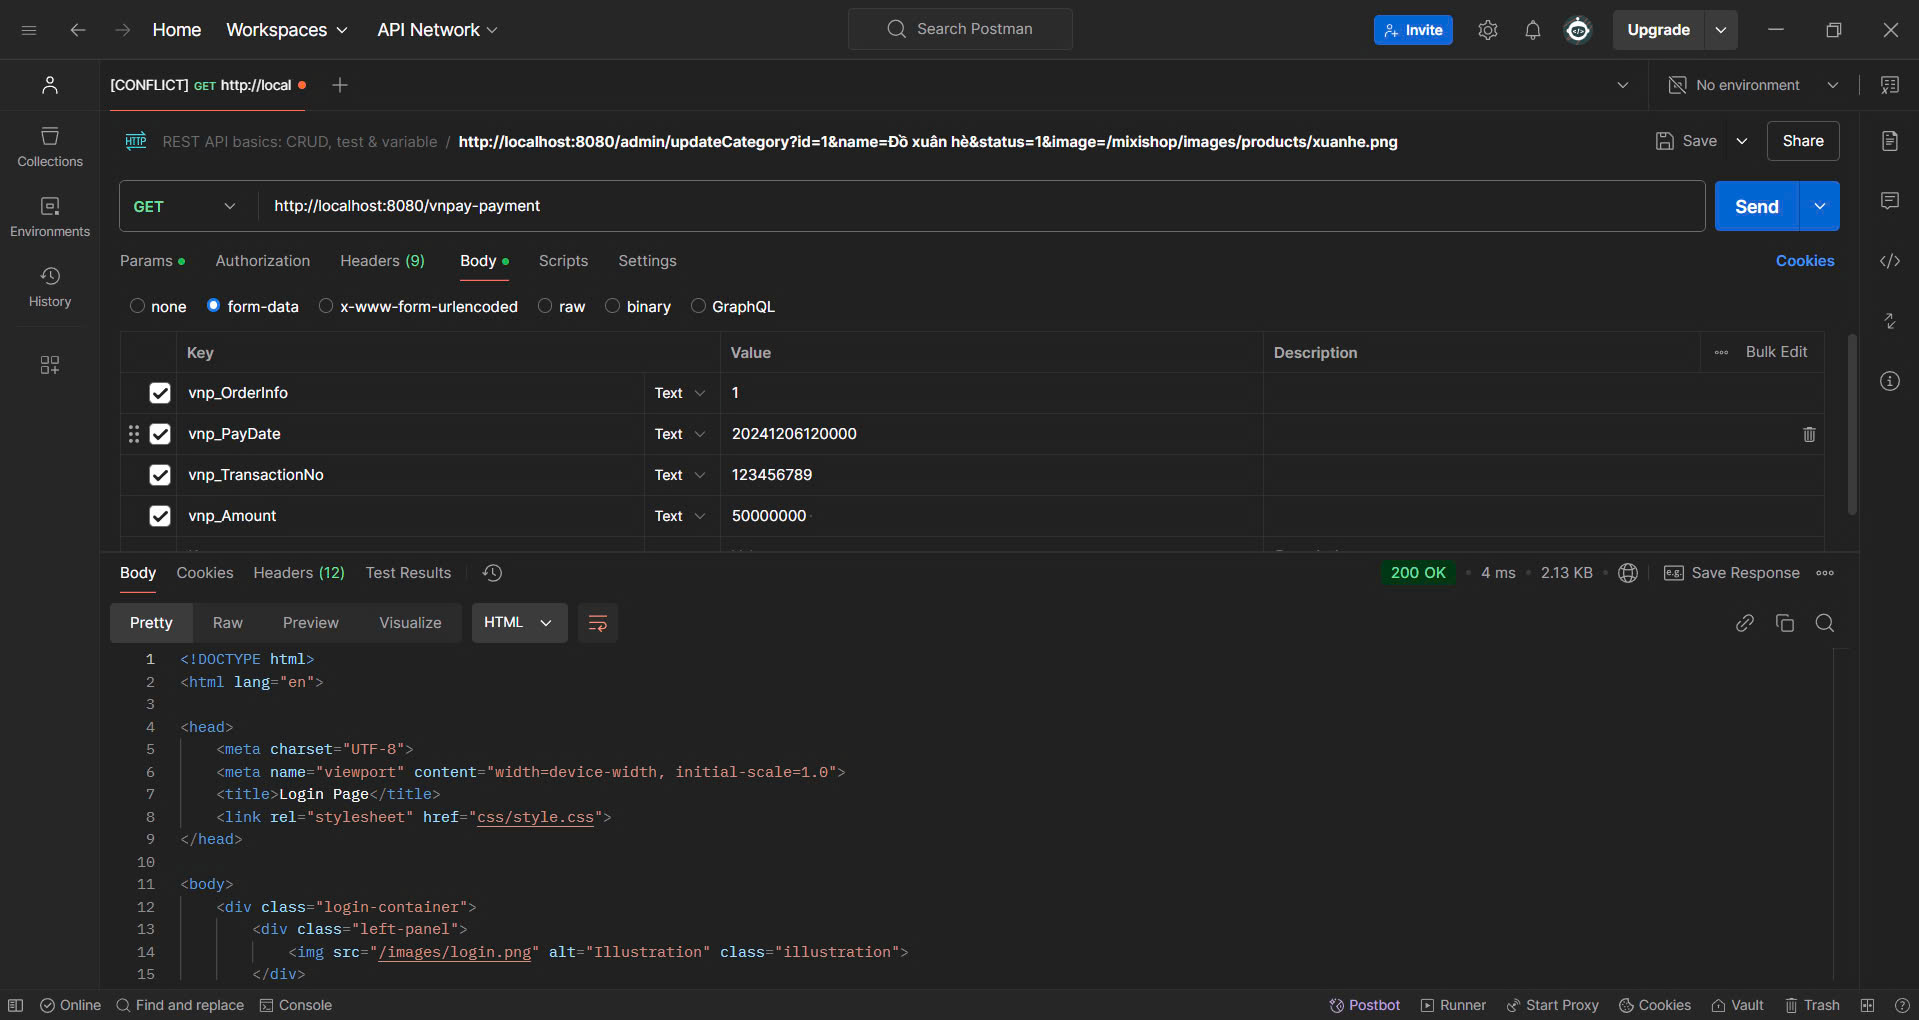 Home Workspaces API Network Search Postman Invite Upgrade
[CONFLICT] GET http://local No environment
HTTP REST API basics: CRUD, test & variable / http://localhost:8080/admin/updateCategory?id=1&name=Đồ xuân hè&status=1&image=/mixishop/images/products/xuanhe.png Save Share
Collections
Environments
History
GET http://localhost:8080/vnpay-payment Send
Params Authorization Headers (9) Body Scripts Settings Cookies
none form-data x-www-form-urlencoded raw binary GraphQL
Key Value Description Bulk Edit
vnp_OrderInfo Text 1
vnp_PayDate Text 20241206120000
vnp_TransactionNo Text 123456789
vnp_Amount Text 50000000
Body Cookies Headers (12) Test Results 200 OK 4 ms 2.13 KB e.g. Save Response
Pretty Raw Preview Visualize HTML
1 <!DOCTYPE html>
2 <html lang="en">
3
4 <head>
5 <meta charset="UTF-8">
6 <meta name="viewport" content="width=device-width, initial-scale=1.0">
7 <title>Login Page</title>
8 <link rel="stylesheet" href="css/style.css">
9 </head>
10
11 <body>
12 <div class="login-container">
13 <div class="left-panel">
14 <img src="/images/login.png" alt="Illustration" class="illustration">
15 </div>
Online Find and replace Console Postbot Runner Start Proxy Cookies Vault Trash